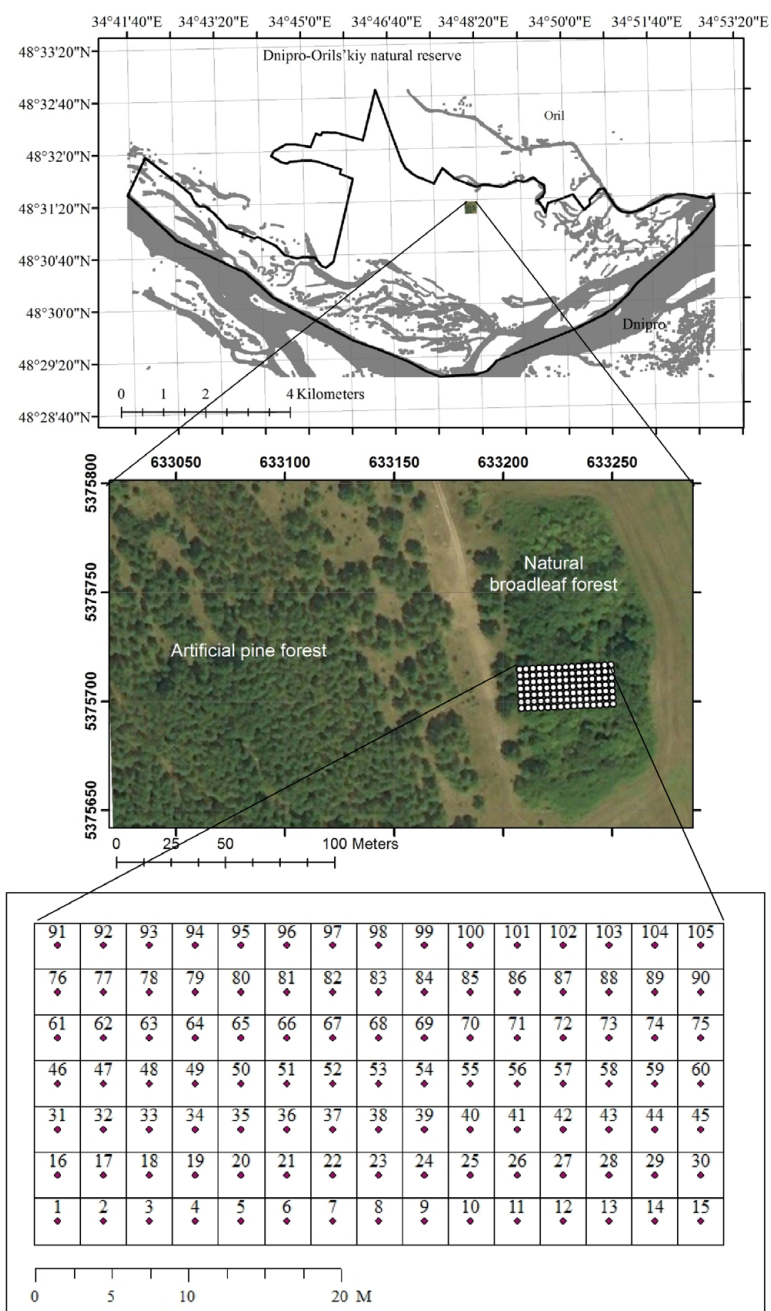 34°41'40"E 34°43'20"E 34°45'0"E 34°46'40"E 34°48'20"E 34°50'0"E 34°51'40"E 34°53'20"E
48°33'20"N
Dnipro-Orils'kiy natural reserve
48°32'40"N
Oril
48°32'0"N
48°31'20"N
48°30'40"N
48°30'0"N
Dnipro
48°29'20"N
48°28'40"N
0 1 2 4 Kilometers
633050 633100 633150 633200 633250
5375800
5375750
5375700
5375650
Natural
broadleaf forest
Artificial pine forest
0 25 50 100 Meters
91 92 93 94 95 96 97 98 99 100 101 102 103 104 105
76 77 78 79 80 81 82 83 84 85 86 87 88 89 90
61 62 63 64 65 66 67 68 69 70 71 72 73 74 75
46 47 48 49 50 51 52 53 54 55 56 57 58 59 60
31 32 33 34 35 36 37 38 39 40 41 42 43 44 45
16 17 18 19 20 21 22 23 24 25 26 27 28 29 30
1 2 3 4 5 6 7 8 9 10 11 12 13 14 15
0 5 10 20 M